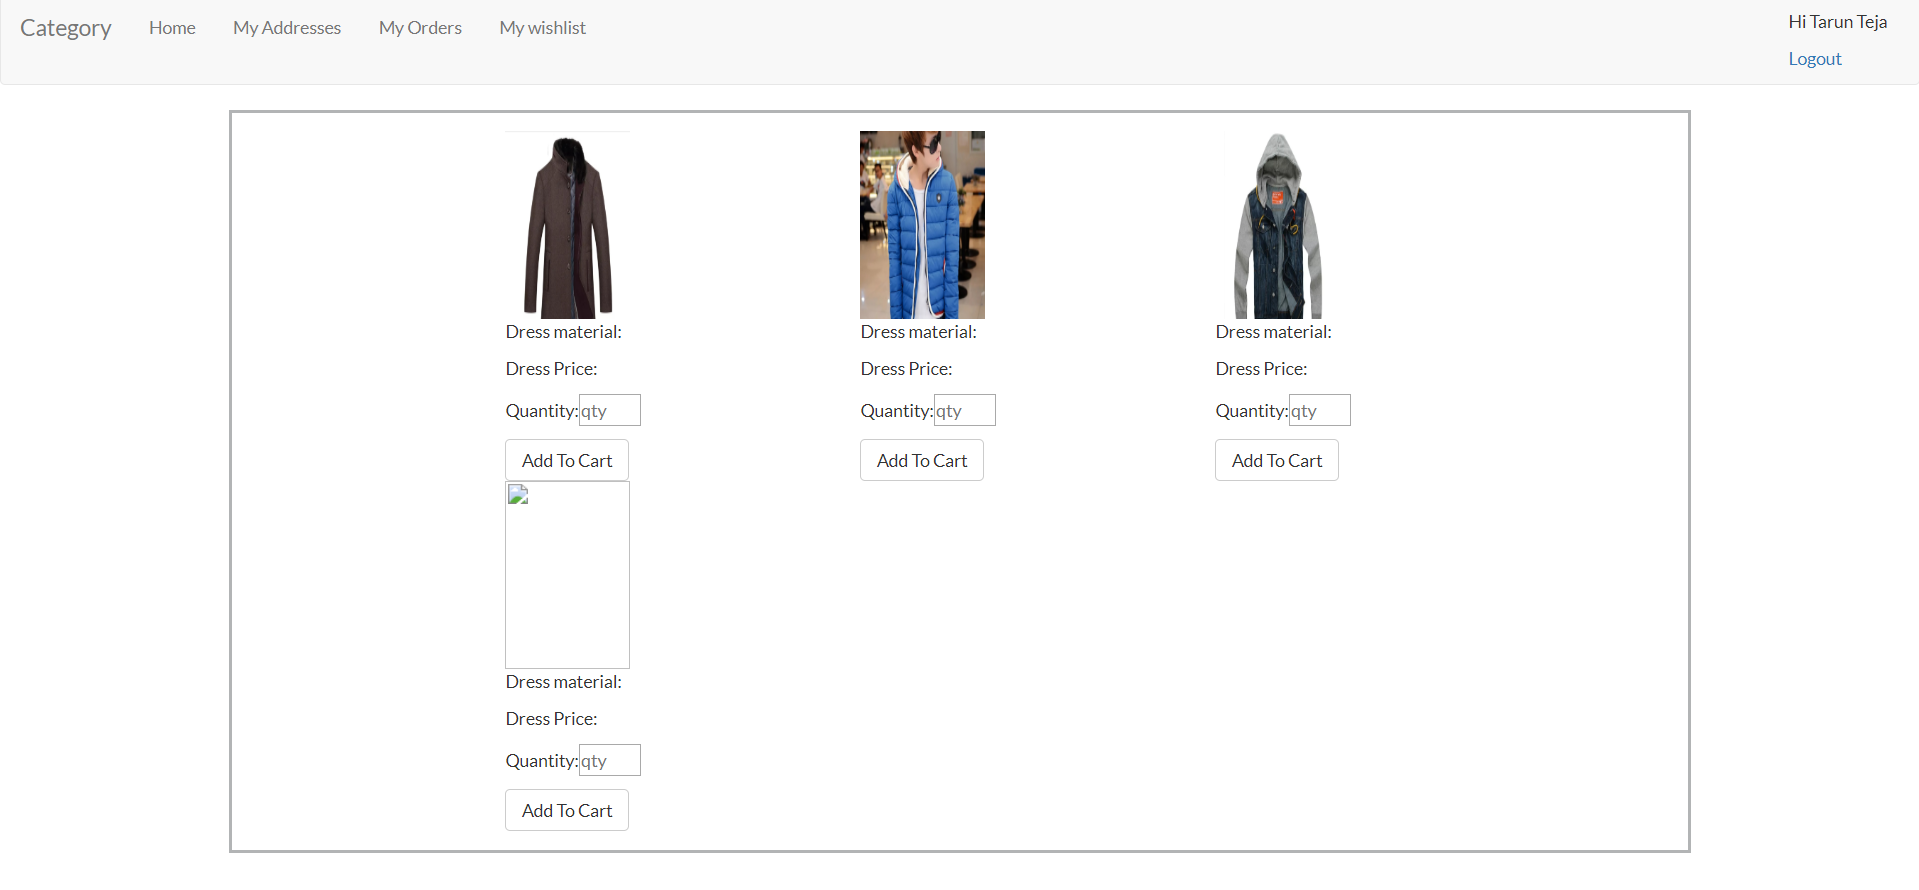 Category Home My Addresses My Orders My wishlist Hi Tarun Teja
Logout
Dress material: Dress material: Dress material:
Dress Price: Dress Price: Dress Price:
Quantity: qty Quantity: qty Quantity: qty
Add To Cart Add To Cart Add To Cart
Dress material:
Dress Price:
Quantity: qty
Add To Cart